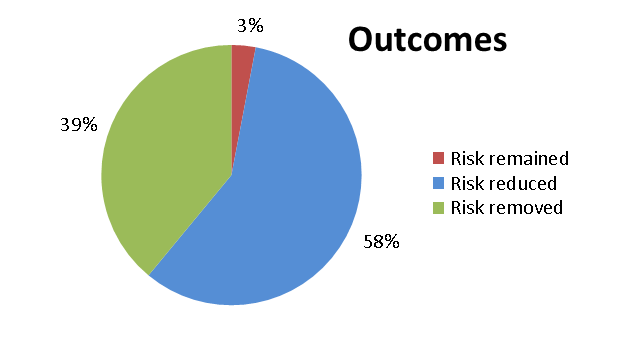 3%
Outcomes
39%
Risk remained
Risk reduced
Risk removed
58%